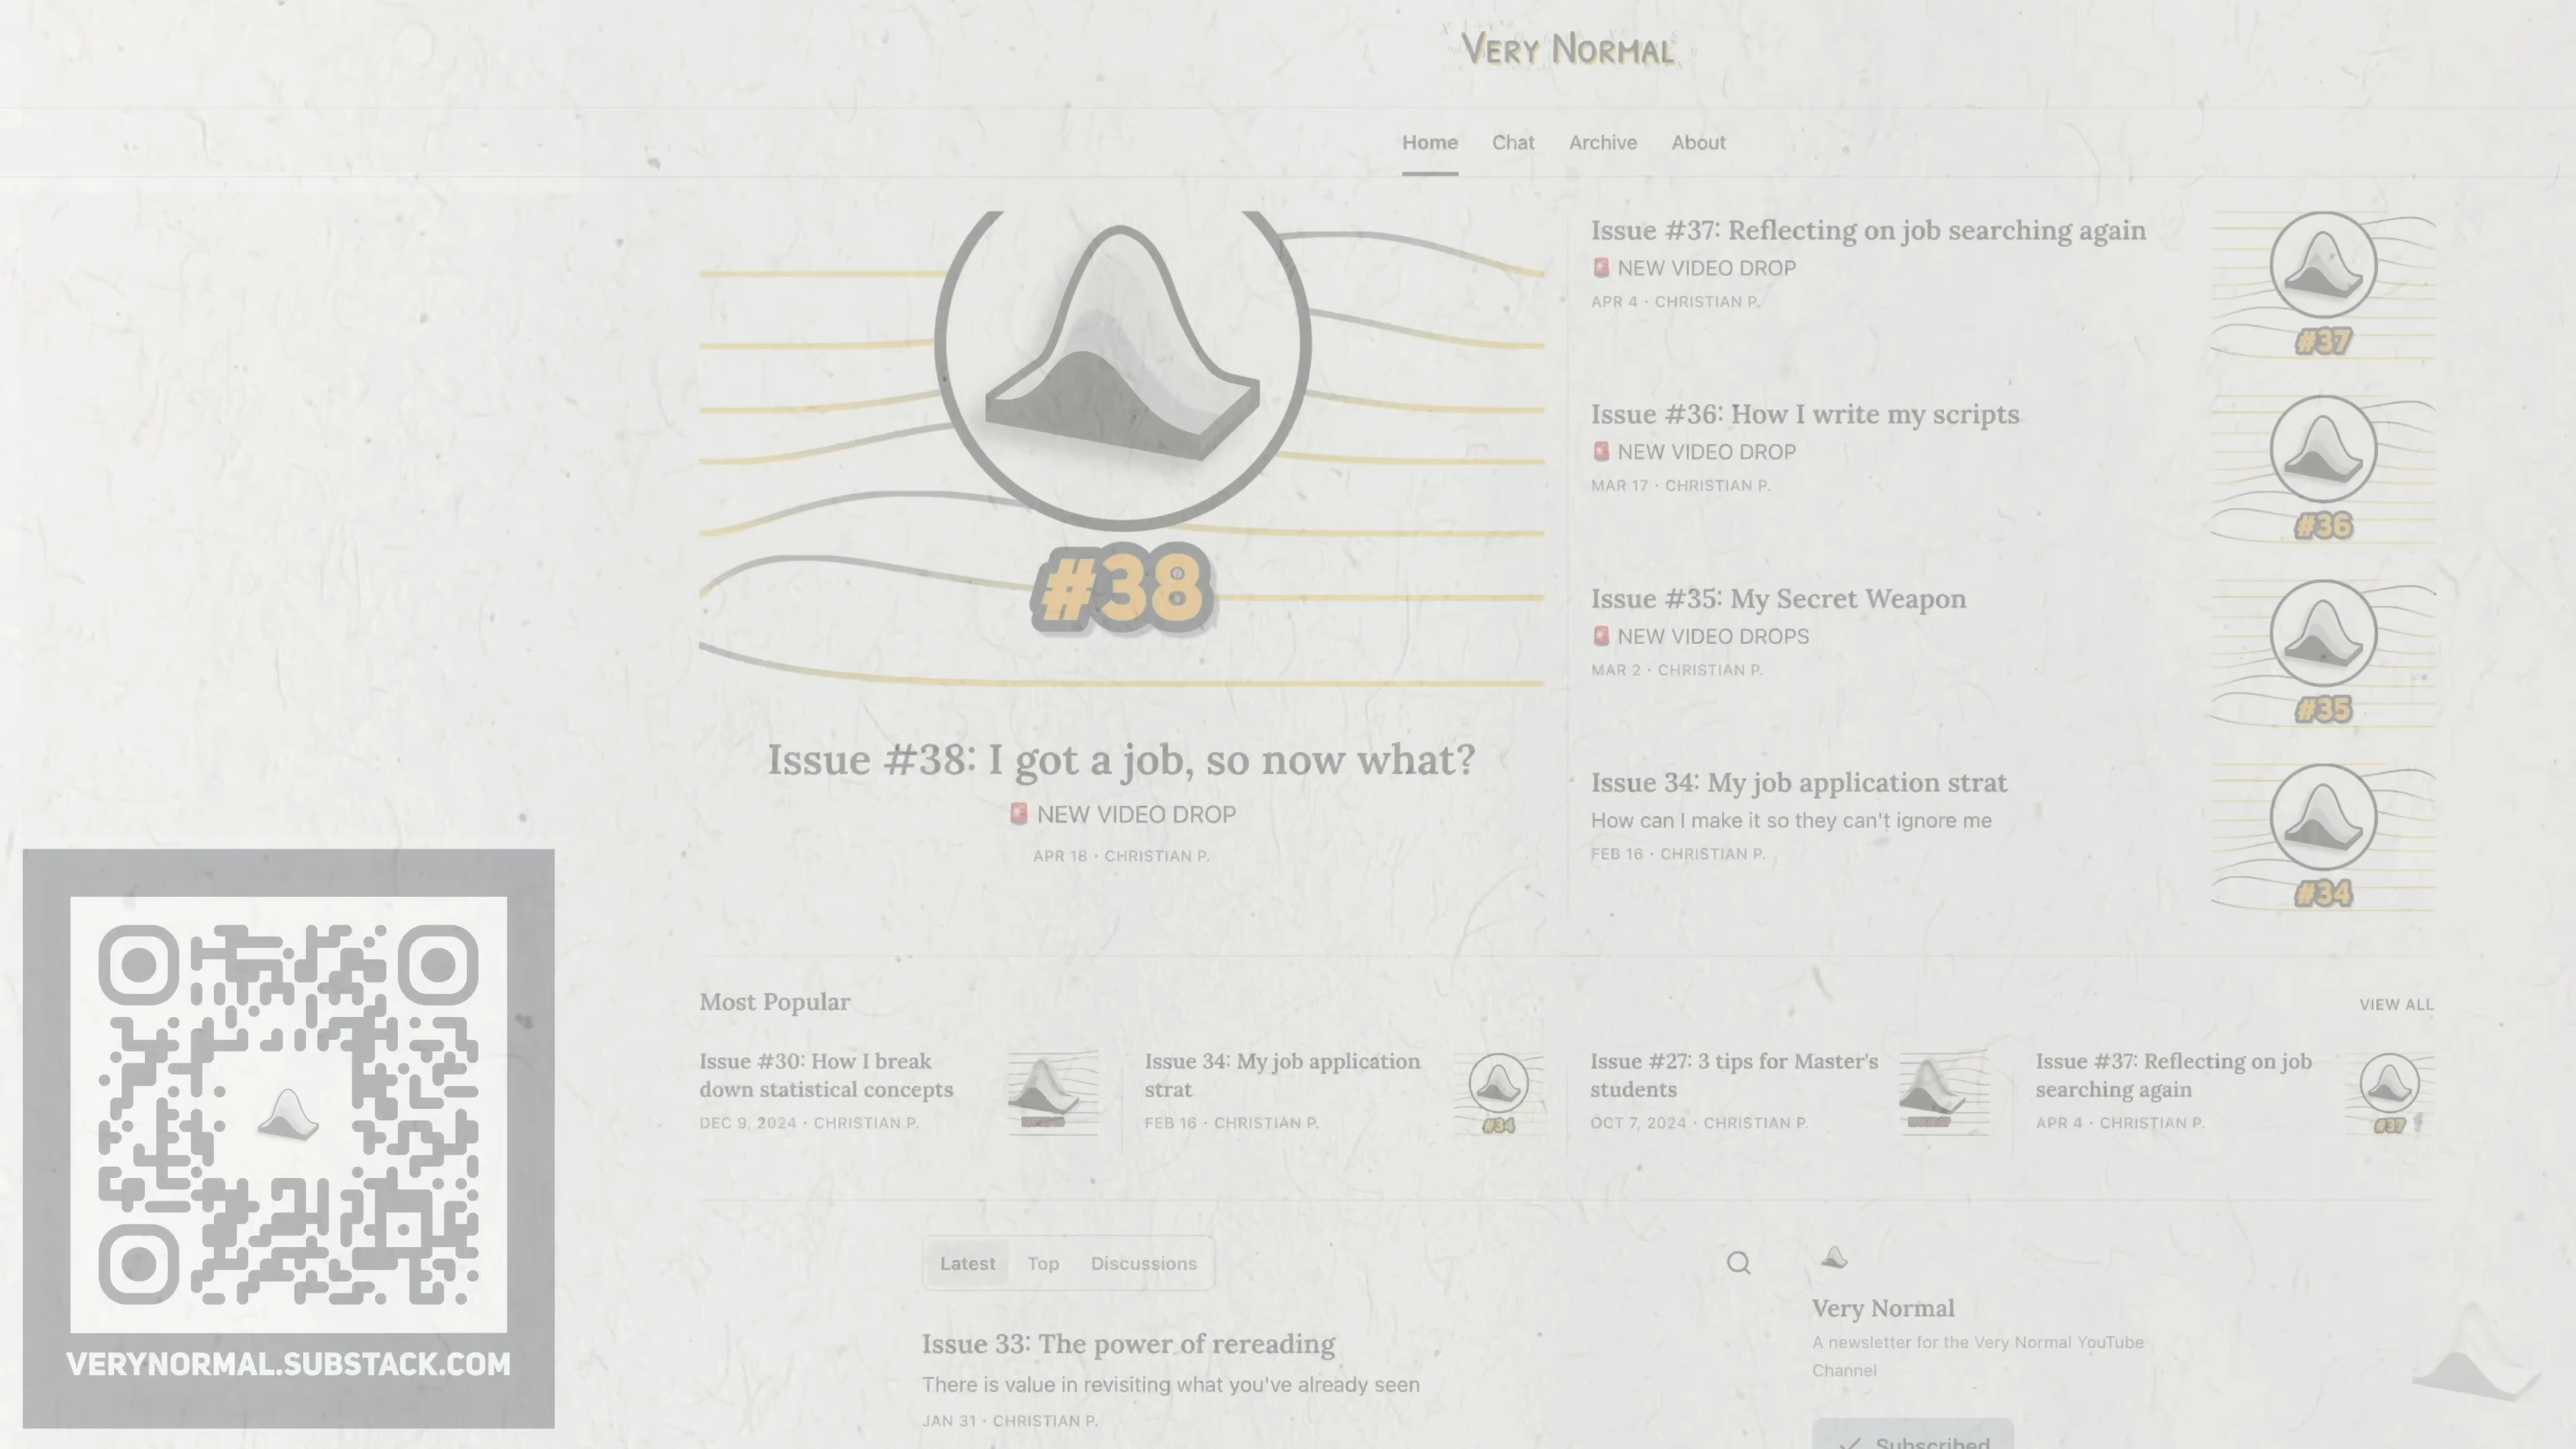 VERY NORMAL
Home
Chat
Archive
About
#38
Issue #38: I got a job, so now what?
NEW VIDEO DROP
APR 18 · CHRISTIAN P.
Issue #37: Reflecting on job searching again
NEW VIDEO DROP
APR 4 · CHRISTIAN P.
#37
Issue #36: How I write my scripts
NEW VIDEO DROP
MAR 17 · CHRISTIAN P.
#36
Issue #35: My Secret Weapon
NEW VIDEO DROPS
MAR 2 · CHRISTIAN P.
#35
Issue 34: My job application strat
How can I make it so they can't ignore me
FEB 16 · CHRISTIAN P.
#34
Most Popular
VIEW ALL
Issue #30: How I break
down statistical concepts
DEC 9, 2024 · CHRISTIAN P.
Issue 34: My job application
strat
FEB 16 · CHRISTIAN P.
#34
Issue #27: 3 tips for Master's
students
OCT 7, 2024 · CHRISTIAN P.
Issue #37: Reflecting on job
searching again
APR 4 · CHRISTIAN P.
#37
Latest
Top
Discussions
Issue 33: The power of rereading
There is value in revisiting what you've already seen
JAN 31 · CHRISTIAN P.
Very Normal
A newsletter for the Very Normal YouTube
Channel
Subscribed
VERYNORMAL.SUBSTACK.COM